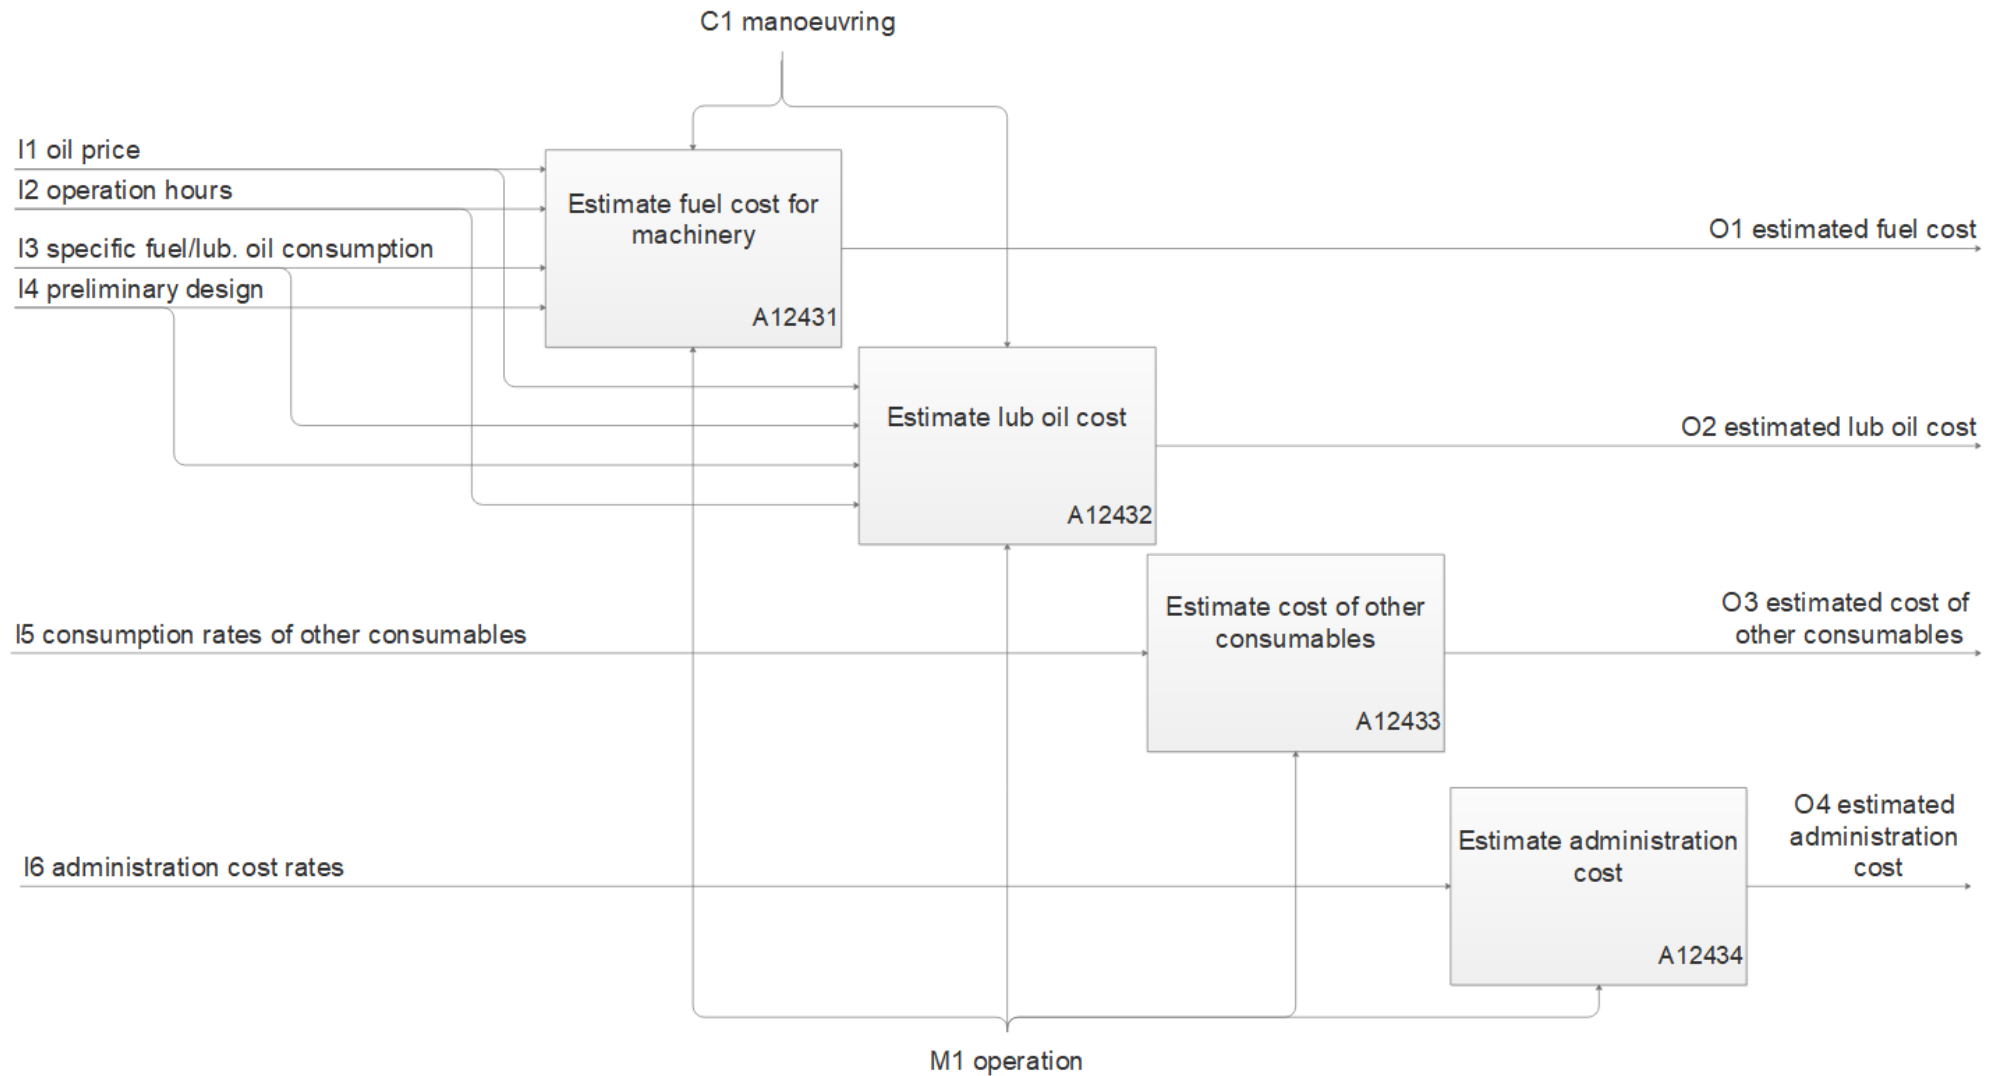 C1 manoeuvring
I1 oil price
I2 operation hours
I3 specific fuel/lub. oil consumption
I4 preliminary design
Estimate fuel cost for
machinery
A12431
O1 estimated fuel cost
Estimate lub oil cost
A12432
O2 estimated lub oil cost
I5 consumption rates of other consumables
Estimate cost of other
consumables
A12433
O3 estimated cost of
other consumables
I6 administration cost rates
Estimate administration
cost
A12434
O4 estimated
administration
cost
M1 operation